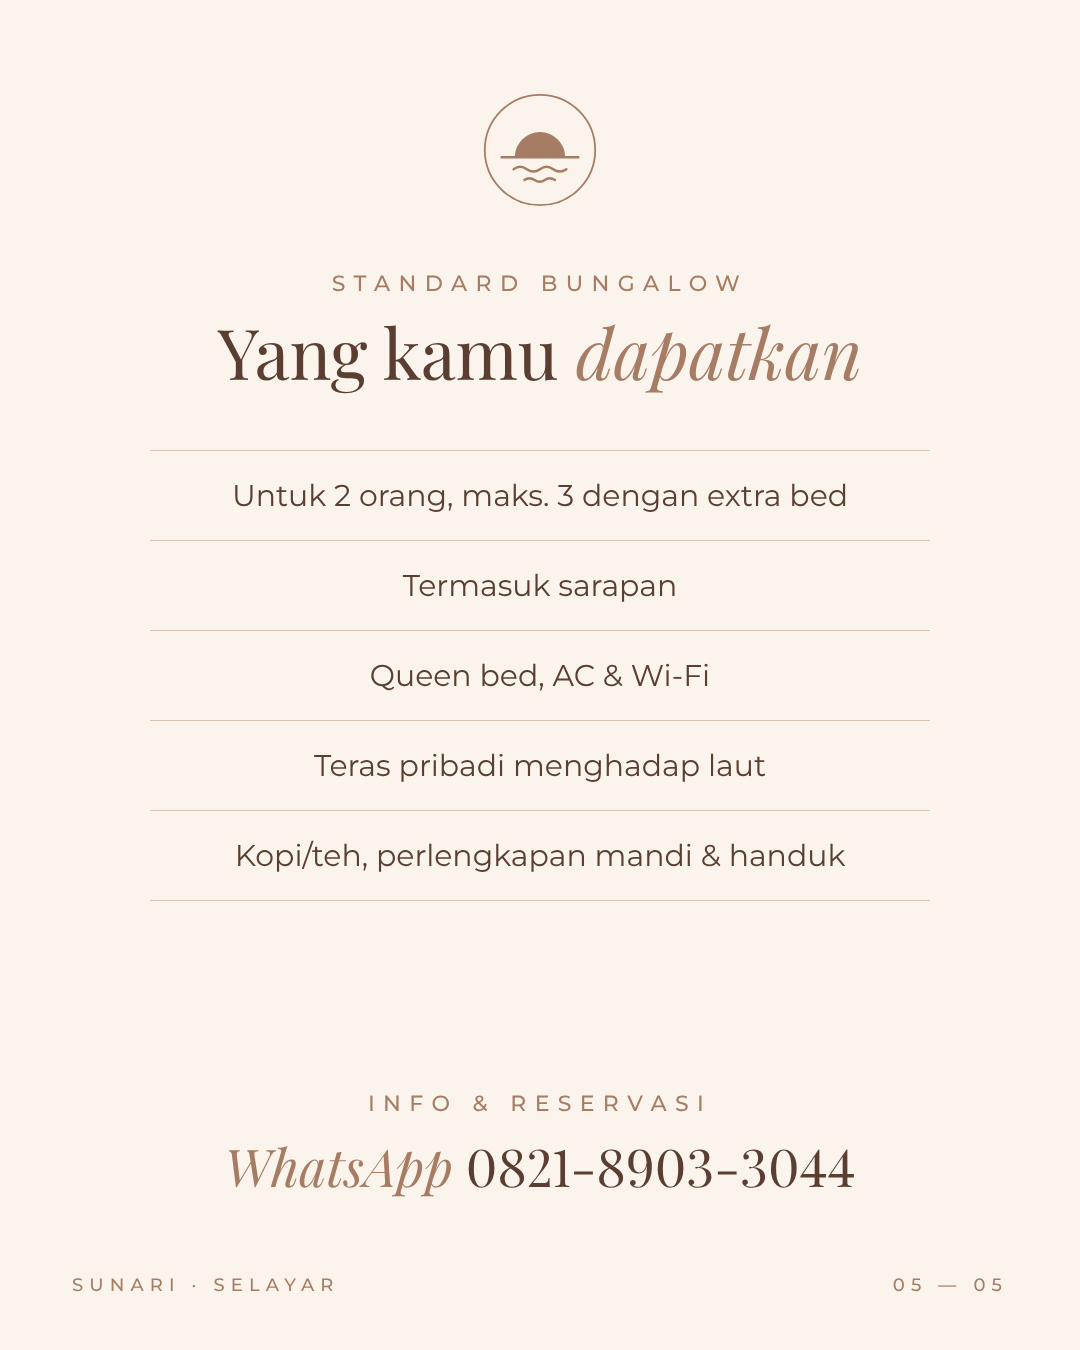 STANDARD BUNGALOW
Yang kamu dapatkan
Untuk 2 orang, maks. 3 dengan extra bed
Termasuk sarapan
Queen bed, AC & Wi-Fi
Teras pribadi menghadap laut
Kopi/teh, perlengkapan mandi & handuk
INFO & RESERVASI
WhatsApp 0821-8903-3044
SUNARI · SELAYAR
05 — 05